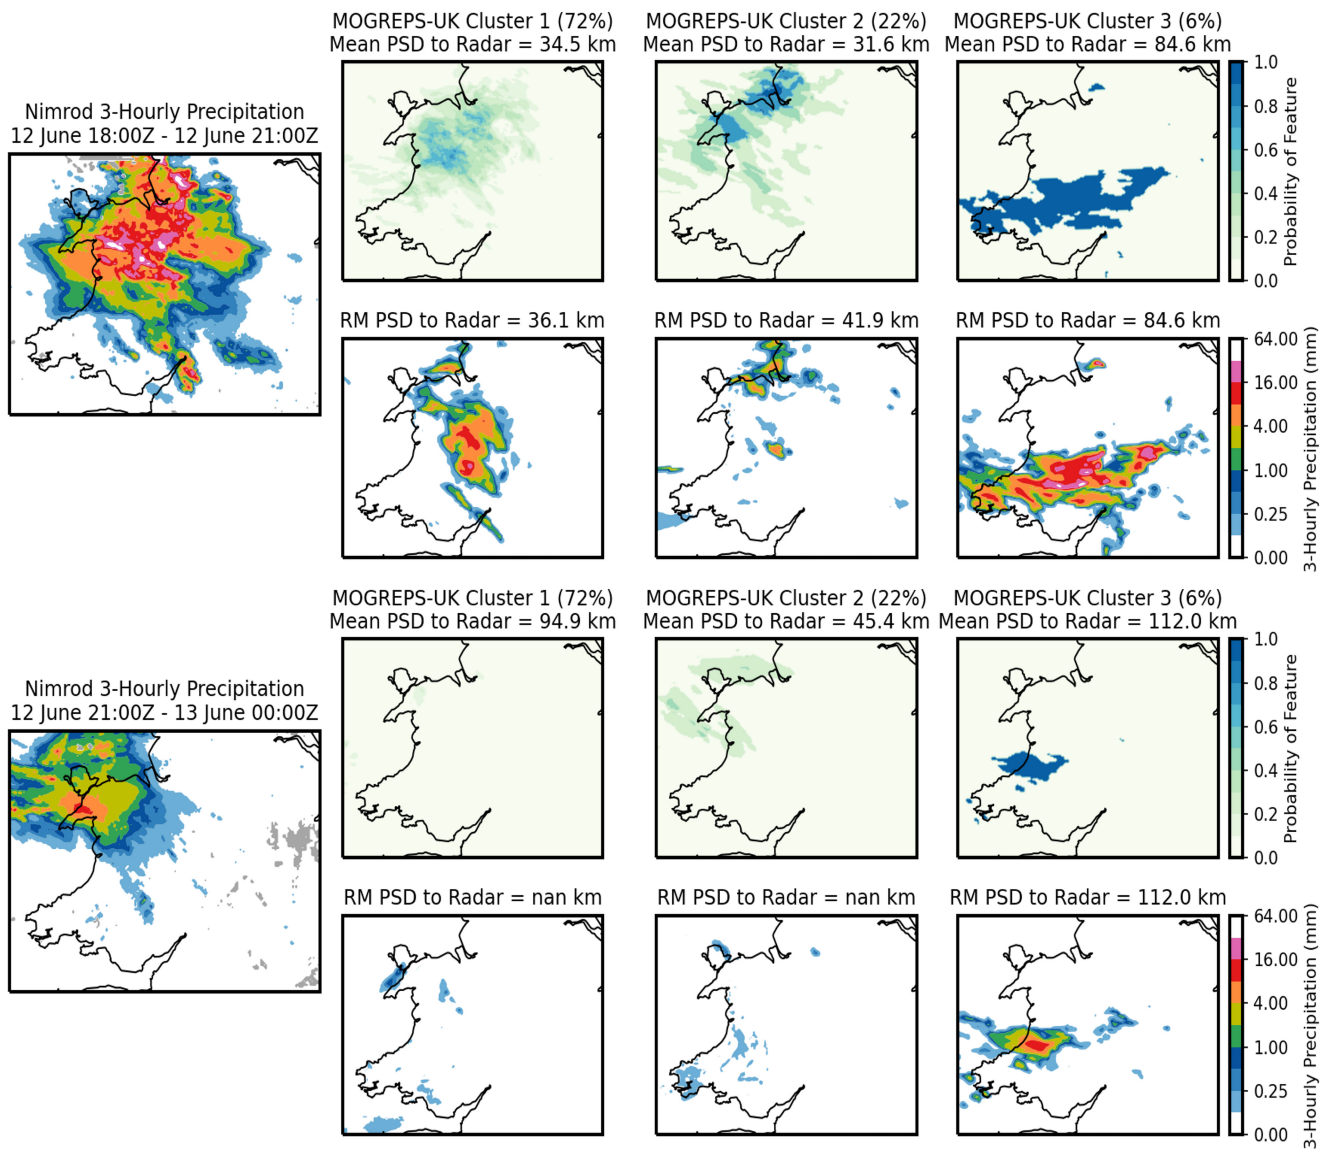 MOGREPS-UK Cluster 1 (72%)
Mean PSD to Radar = 34.5 km
MOGREPS-UK Cluster 2 (22%)
Mean PSD to Radar = 31.6 km
MOGREPS-UK Cluster 3 (6%)
Mean PSD to Radar = 84.6 km
1.0
0.8
0.6
0.4
0.2
0.0
Probability of Feature
Nimrod 3-Hourly Precipitation
12 June 18:00Z - 12 June 21:00Z
RM PSD to Radar = 36.1 km
RM PSD to Radar = 41.9 km
RM PSD to Radar = 84.6 km
64.00
16.00
4.00
1.00
0.25
0.00
3-Hourly Precipitation (mm)
MOGREPS-UK Cluster 1 (72%)
Mean PSD to Radar = 94.9 km
MOGREPS-UK Cluster 2 (22%)
Mean PSD to Radar = 45.4 km
MOGREPS-UK Cluster 3 (6%)
Mean PSD to Radar = 112.0 km
1.0
0.8
0.6
0.4
0.2
0.0
Probability of Feature
Nimrod 3-Hourly Precipitation
12 June 21:00Z - 13 June 00:00Z
RM PSD to Radar = nan km
RM PSD to Radar = nan km
RM PSD to Radar = 112.0 km
64.00
16.00
4.00
1.00
0.25
0.00
3-Hourly Precipitation (mm)